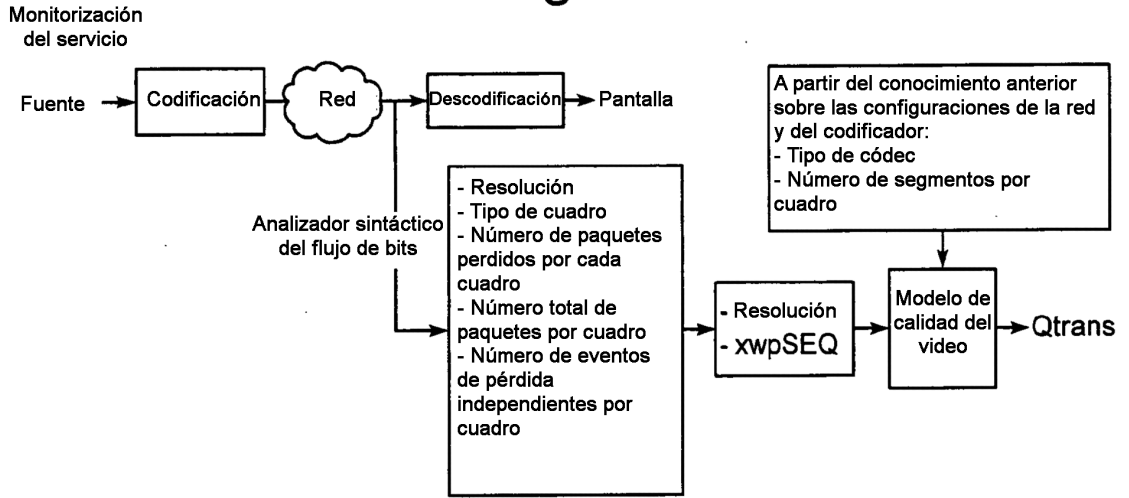 Monitorización
del servicio
Fuente
Codificación
Red
Descodificación
Pantalla
A partir del conocimiento anterior
sobre las configuraciones de la red
y del codificador:
- Tipo de códec
- Número de segmentos por
cuadro
Analizador sintáctico
del flujo de bits
- Resolución
- Tipo de cuadro
- Número de paquetes
perdidos por cada
cuadro
- Número total de
paquetes por cuadro
- Número de eventos
de pérdida
independientes por
cuadro
- Resolución
- xwpSEQ
Modelo de
calidad del
video
Qtrans